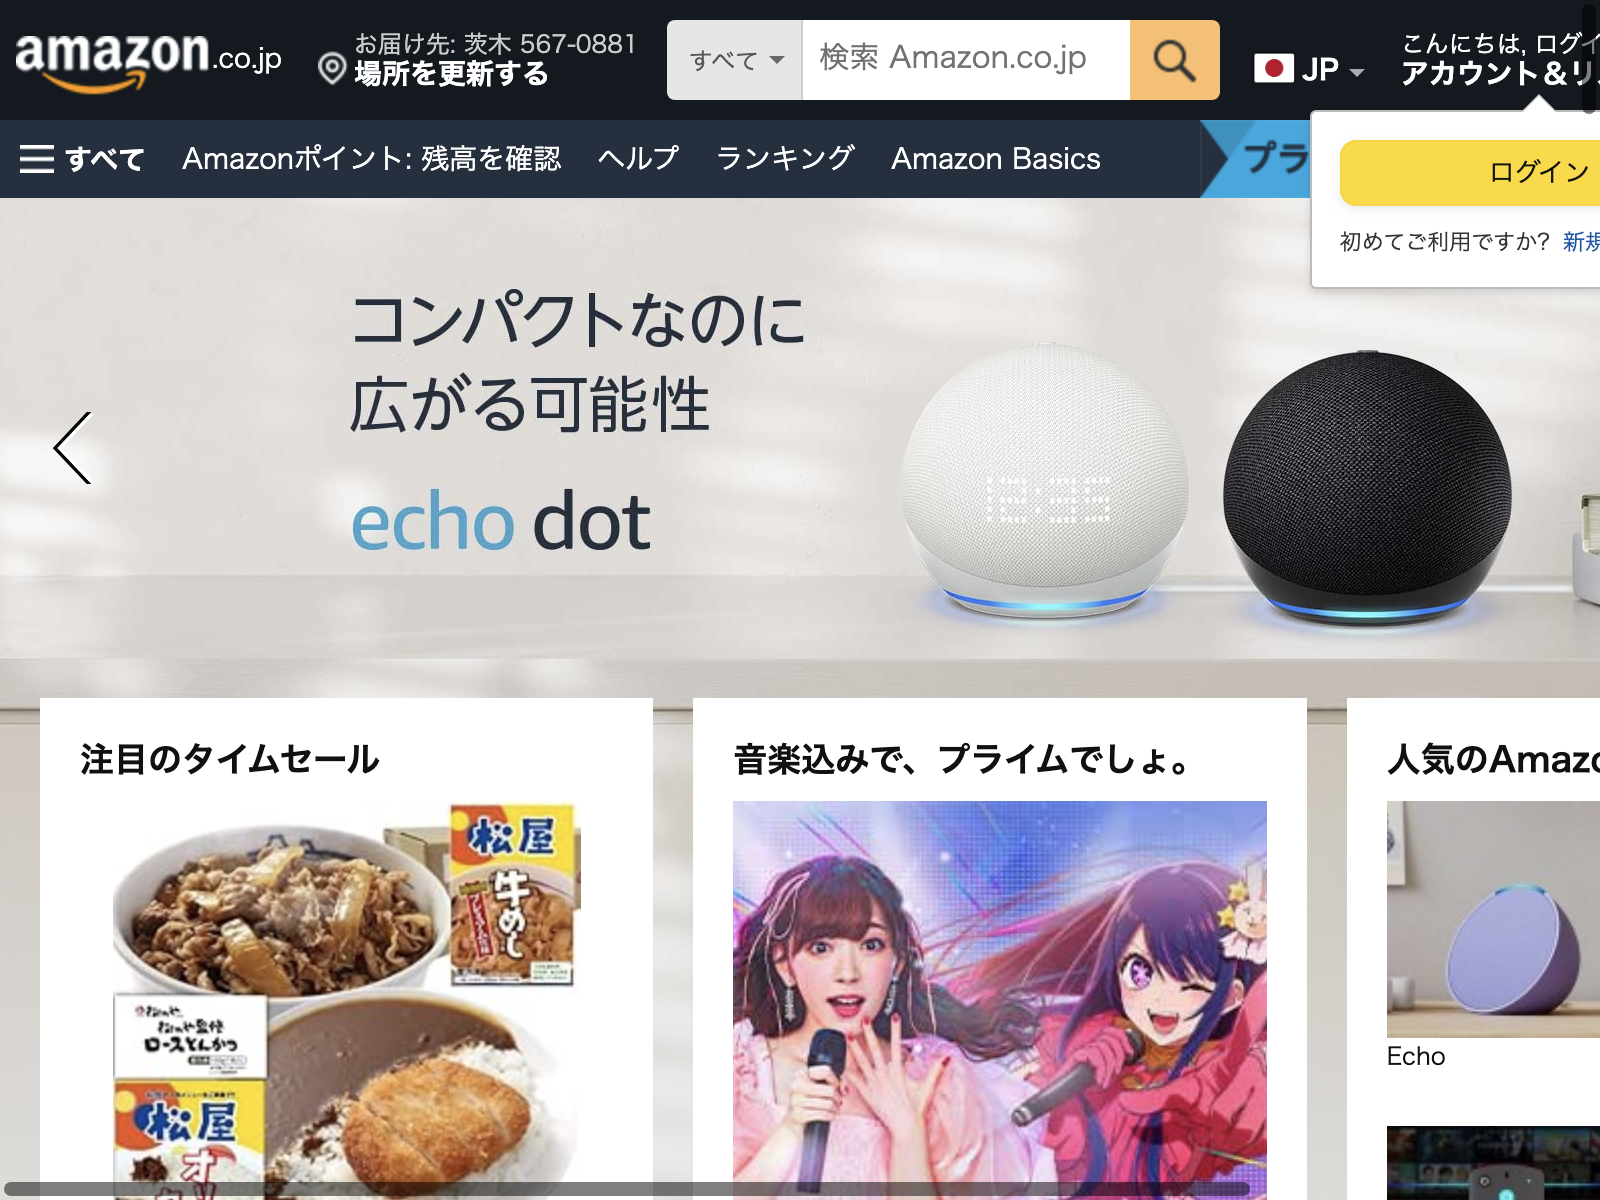 amazon.co.jp
お届け先: 茨木 567-0881
場所を更新する
すべて
検索 Amazon.co.jp
JP
こんにちは, ログイ
アカウント＆リ
すべて
Amazonポイント: 残高を確認
ヘルプ
ランキング
Amazon Basics
プラ
ログイン
初めてご利用ですか? 新規
コンパクトなのに
広がる可能性
echo dot
注目のタイムセール
音楽込みで、プライムでしょ。
人気のAmazo
松屋
牛めし
松のや監修
ロースとんかつ
松屋
オリ
Echo